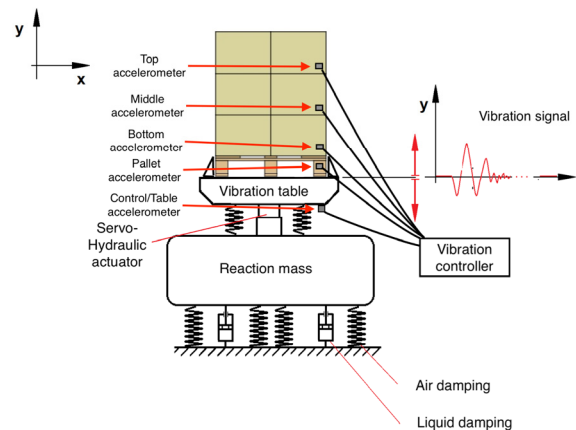 y
x
Top
accelerometer
Middle
accelerometer
Bottom
accelerometer
Pallet
accelerometer
Control/Table
accelerometer
Servo-
Hydraulic
actuator
Vibration table
Reaction mass
y
Vibration signal
Vibration
controller
Air damping
Liquid damping